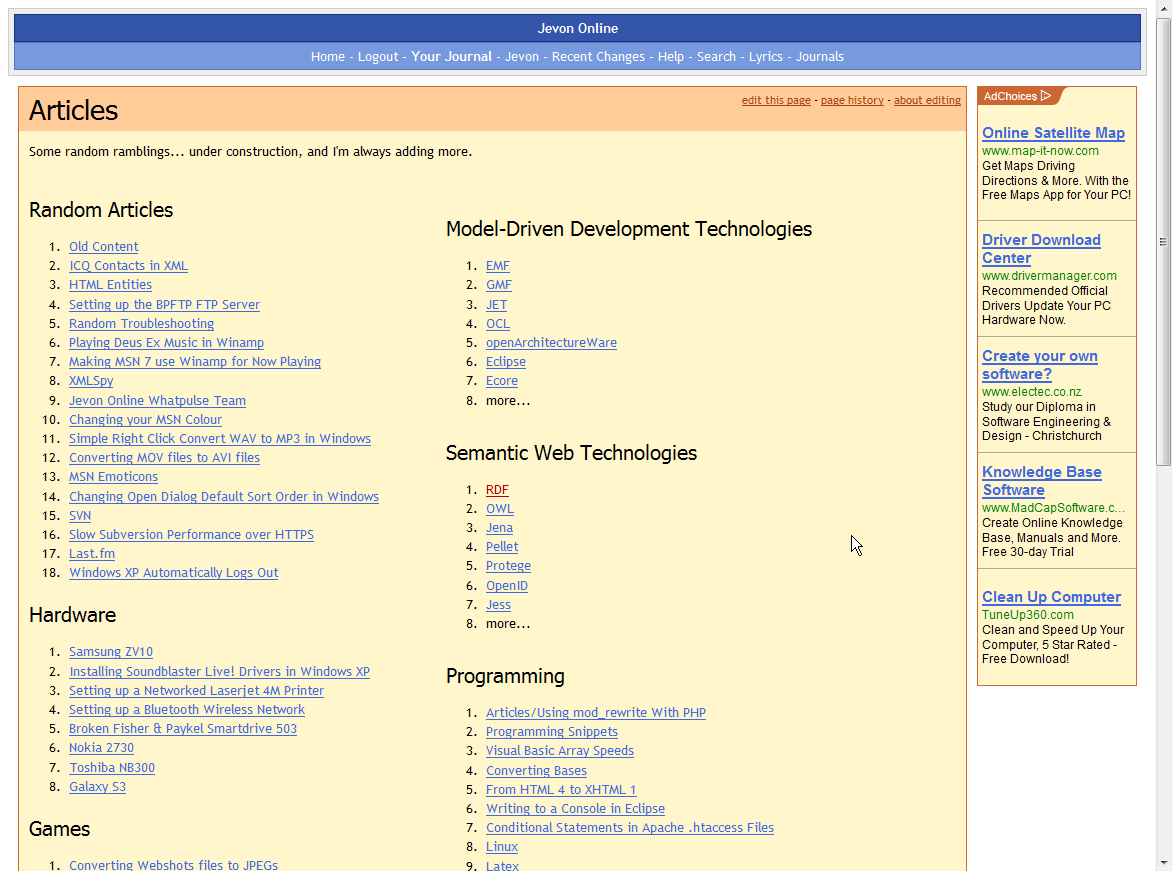 Jevon Online
Home - Logout - Your Journal - Jevon - Recent Changes - Help - Search - Lyrics - Journals
Articles
edit this page - page history - about editing
Some random ramblings... under construction, and I'm always adding more.
Random Articles
1. Old Content
2. ICQ Contacts in XML
3. HTML Entities
4. Setting up the BPFTP FTP Server
5. Random Troubleshooting
6. Playing Deus Ex Music in Winamp
7. Making MSN 7 use Winamp for Now Playing
8. XMLSpy
9. Jevon Online Whatpulse Team
10. Changing your MSN Colour
11. Simple Right Click Convert WAV to MP3 in Windows
12. Converting MOV files to AVI files
13. MSN Emoticons
14. Changing Open Dialog Default Sort Order in Windows
15. SVN
16. Slow Subversion Performance over HTTPS
17. Last.fm
18. Windows XP Automatically Logs Out
Hardware
1. Samsung ZV10
2. Installing Soundblaster Live! Drivers in Windows XP
3. Setting up a Networked Laserjet 4M Printer
4. Setting up a Bluetooth Wireless Network
5. Broken Fisher & Paykel Smartdrive 503
6. Nokia 2730
7. Toshiba NB300
8. Galaxy S3
Games
1. Converting Webshots files to JPEGs
Model-Driven Development Technologies
1. EMF
2. GMF
3. JET
4. OCL
5. openArchitectureWare
6. Eclipse
7. Ecore
8. more...
Semantic Web Technologies
1. RDF
2. OWL
3. Jena
4. Pellet
5. Protege
6. OpenID
7. Jess
8. more...
Programming
1. Articles/Using mod_rewrite With PHP
2. Programming Snippets
3. Visual Basic Array Speeds
4. Converting Bases
5. From HTML 4 to XHTML 1
6. Writing to a Console in Eclipse
7. Conditional Statements in Apache .htaccess Files
8. Linux
9. Latex
AdChoices
Online Satellite Map
www.map-it-now.com
Get Maps Driving
Directions & More. With the
Free Maps App for Your PC!
Driver Download
Center
www.drivermanager.com
Recommended Official
Drivers Update Your PC
Hardware Now.
Create your own
software?
www.electec.co.nz
Study our Diploma in
Software Engineering &
Design - Christchurch
Knowledge Base
Software
www.MadCapSoftware.c...
Create Online Knowledge
Base, Manuals and More.
Free 30-day Trial
Clean Up Computer
TuneUp360.com
Clean and Speed Up Your
Computer, 5 Star Rated -
Free Download!